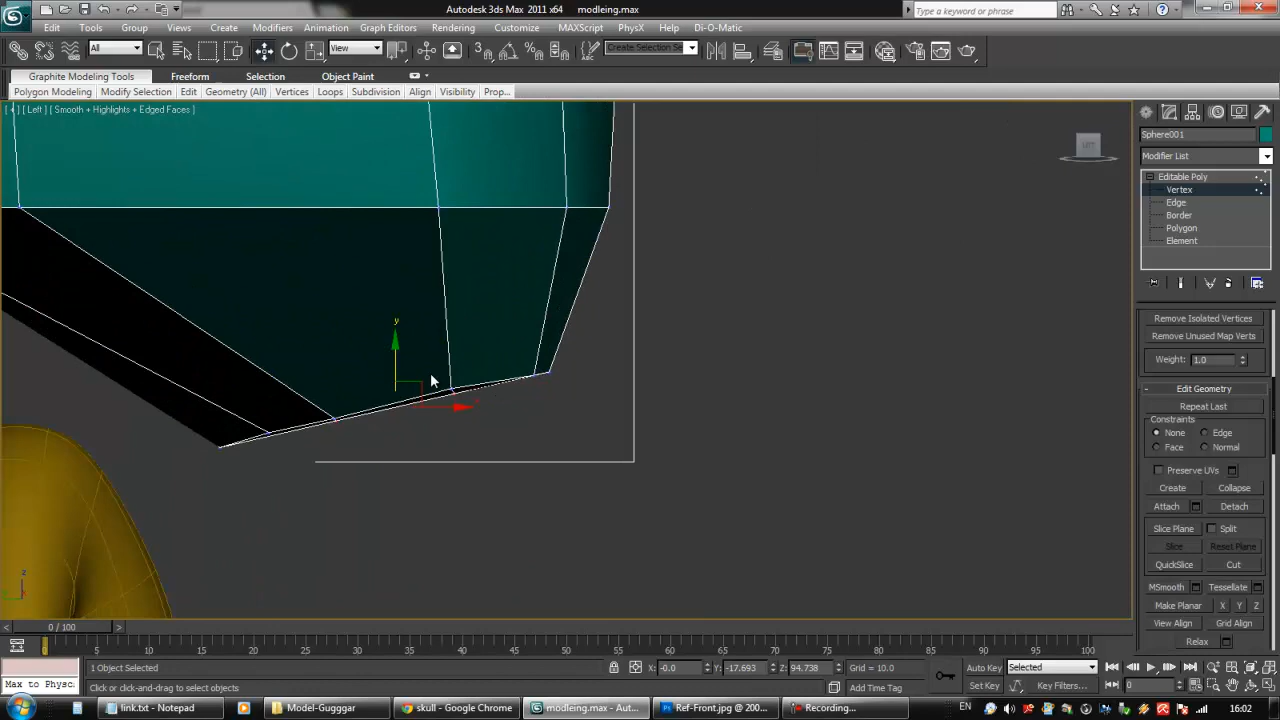 Autodesk 3ds Max 2011 x64 modleing.max
Type a keyword or phrase
Edit Tools Group Views Create Modifiers Animation Graph Editors Rendering Customize MAXScript PhysX Di-O-Matic
All View Create Selection Se
Graphite Modeling Tools Freeform Selection Object Paint
Polygon Modeling Modify Selection Edit Geometry (All) Vertices Loops Subdivision Align Visibility Prop...
[ + ] [ Left ] [ Smooth + Highlights + Edged Faces ]
Sphere001
Modifier List
Editable Poly
Vertex
Edge
Border
Polygon
Element
Remove Isolated Vertices
Remove Unused Map Verts
Weight: 1.0
- Edit Geometry
Repeat Last
Constraints
None Edge
Face Normal
Preserve UVs
Create Collapse
Attach Detach
Slice Plane Split
Slice Reset Plane
QuickSlice Cut
MSmooth Tessellate
Make Planar X Y Z
View Align Grid Align
Relax
y
z
0 / 100
0 5 10 15 20 25 30 35 40 45 50 55 60 65 70 75 80 85 90 95 100
1 Object Selected X: -0.0 Y: -17.693 Z: 94.738 Grid = 10.0 Auto Key Selected
Max to Physc Click or click-and-drag to select objects Add Time Tag Set Key Key Filters... 0
link.txt - Notepad Model-Gugggar skull - Google Chrome modleing.max - Aut... Ref-Front.jpg @ 200... Recording... EN 16:02